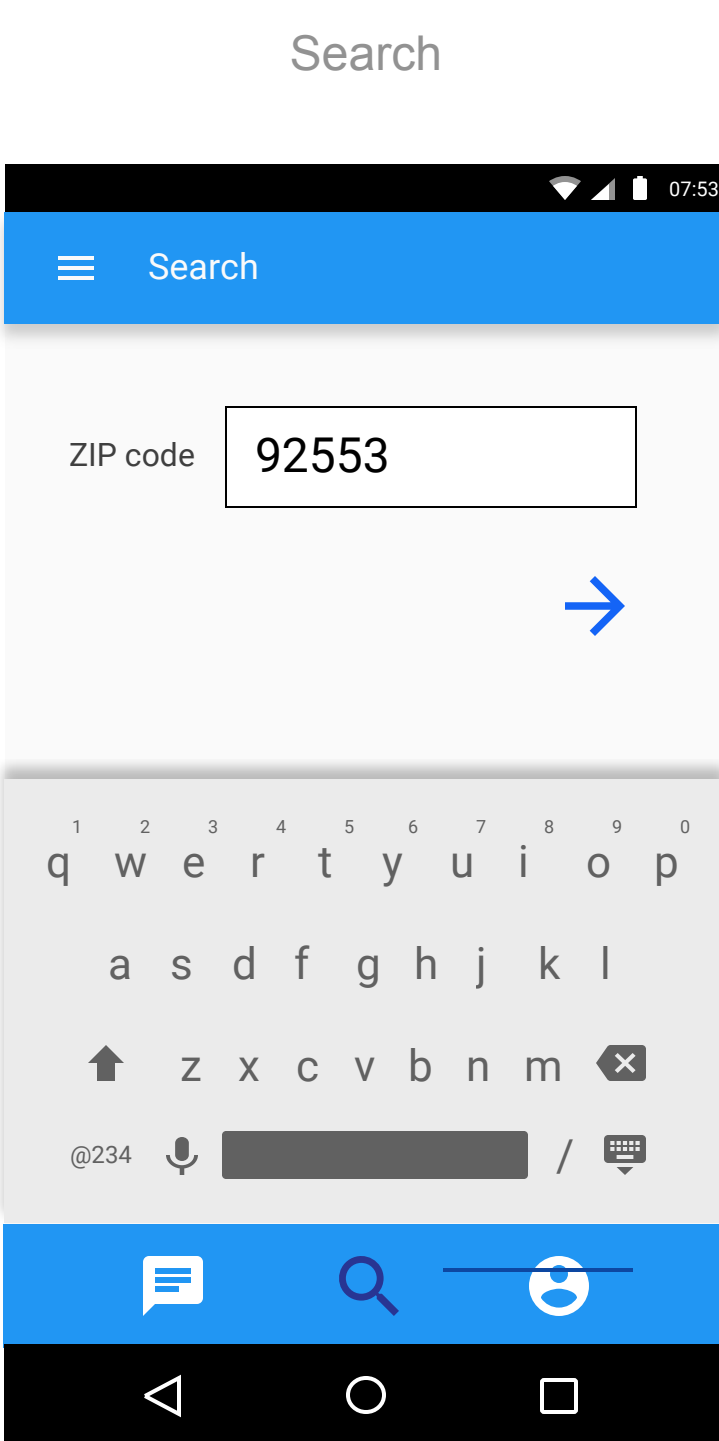 Search
07:53
Search
ZIP code 92553
1 2 3 4 5 6 7 8 9 0
q w e r t y u i o p
a s d f g h j k l
z x c v b n m
@234 /